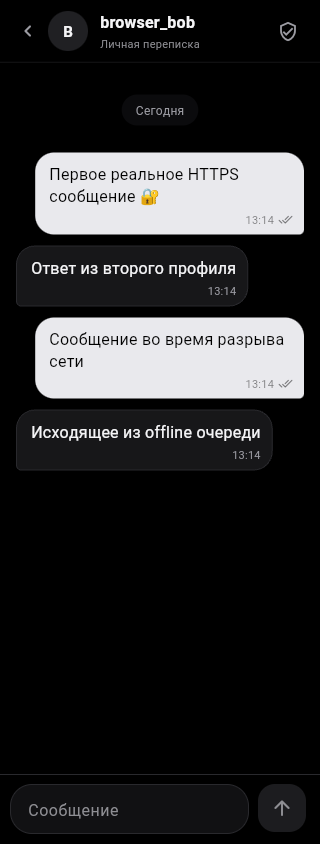 B
browser_bob
Личная переписка
Сегодня
Первое реальное HTTPS
сообщение 🔐
13:14
Ответ из второго профиля
13:14
Сообщение во время разрыва
сети
13:14
Исходящее из offline очереди
13:14
Сообщение